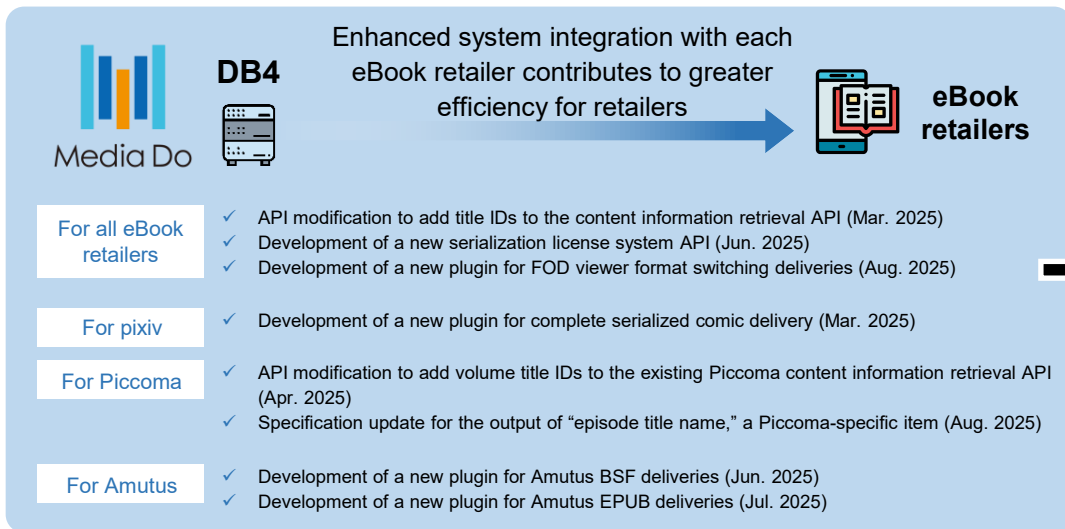 Enhanced system integration with each
eBook retailer contributes to greater
efficiency for retailers
Media Do
DB4
eBook
retailers
For all eBook
retailers
✓ API modification to add title IDs to the content information retrieval API (Mar. 2025)
✓ Development of a new serialization license system API (Jun. 2025)
✓ Development of a new plugin for FOD viewer format switching deliveries (Aug. 2025)
For pixiv
✓ Development of a new plugin for complete serialized comic delivery (Mar. 2025)
For Piccoma
✓ API modification to add volume title IDs to the existing Piccoma content information retrieval API
(Apr. 2025)
✓ Specification update for the output of “episode title name,” a Piccoma-specific item (Aug. 2025)
For Amutus
✓ Development of a new plugin for Amutus BSF deliveries (Jun. 2025)
✓ Development of a new plugin for Amutus EPUB deliveries (Jul. 2025)